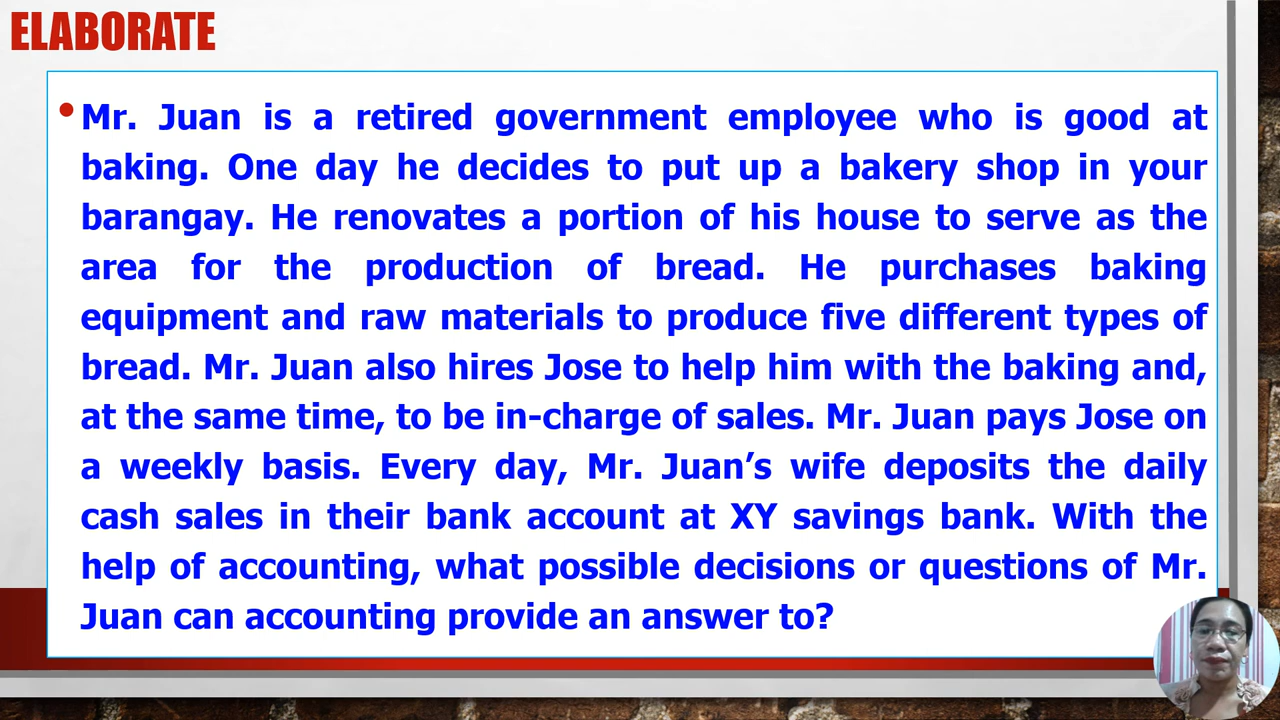 ELABORATE
• Mr. Juan is a retired government employee who is good at
baking. One day he decides to put up a bakery shop in your
barangay. He renovates a portion of his house to serve as the
area for the production of bread. He purchases baking
equipment and raw materials to produce five different types of
bread. Mr. Juan also hires Jose to help him with the baking and,
at the same time, to be in-charge of sales. Mr. Juan pays Jose on
a weekly basis. Every day, Mr. Juan’s wife deposits the daily
cash sales in their bank account at XY savings bank. With the
help of accounting, what possible decisions or questions of Mr.
Juan can accounting provide an answer to?